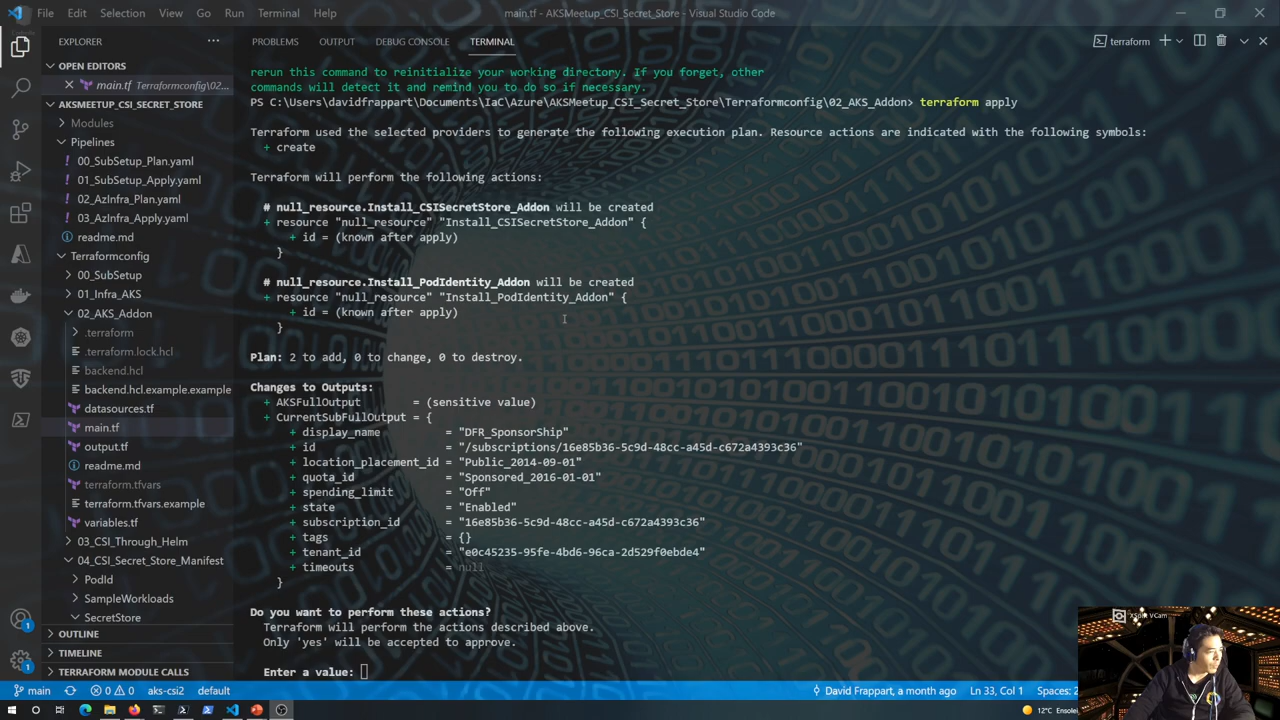 File Edit Selection View Go Run Terminal Help
main.tf - AKSMeetup_CSI_Secret_Store - Visual Studio Code
EXPLORER
OPEN EDITORS
main.tf Terraformconfig\02_...
AKSMEETUP_CSI_SECRET_STORE
Modules
Pipelines
00_SubSetup_Plan.yaml
01_SubSetup_Apply.yaml
02_AzInfra_Plan.yaml
03_AzInfra_Apply.yaml
readme.md
Terraformconfig
00_SubSetup
01_Infra_AKS
02_AKS_Addon
.terraform
.terraform.lock.hcl
backend.hcl
backend.hcl.example.example
datasources.tf
main.tf
output.tf
readme.md
terraform.tfvars
terraform.tfvars.example
variables.tf
03_CSI_Through_Helm
04_CSI_Secret_Store_Manifest
PodId
SampleWorkloads
SecretStore
OUTLINE
TIMELINE
TERRAFORM MODULE CALLS
PROBLEMS OUTPUT DEBUG CONSOLE TERMINAL
terraform
rerun this command to reinitialize your working directory. If you forget, other
commands will detect it and remind you to do so if necessary.
PS C:\Users\davidfrappart\Documents\IaC\Azure\AKSMeetup_CSI_Secret_Store\Terraformconfig\02_AKS_Addon> terraform apply
Terraform used the selected providers to generate the following execution plan. Resource actions are indicated with the following symbols:
+ create
Terraform will perform the following actions:
# null_resource.Install_CSISecretStore_Addon will be created
+ resource "null_resource" "Install_CSISecretStore_Addon" {
+ id = (known after apply)
}
# null_resource.Install_PodIdentity_Addon will be created
+ resource "null_resource" "Install_PodIdentity_Addon" {
+ id = (known after apply)
}
Plan: 2 to add, 0 to change, 0 to destroy.
Changes to Outputs:
+ AKSFullOutput = (sensitive value)
+ CurrentSubFullOutput = {
+ display_name = "DFR_SponsorShip"
+ id = "/subscriptions/16e85b36-5c9d-48cc-a45d-c672a4393c36"
+ location_placement_id = "Public_2014-09-01"
+ quota_id = "Sponsored_2016-01-01"
+ spending_limit = "Off"
+ state = "Enabled"
+ subscription_id = "16e85b36-5c9d-48cc-a45d-c672a4393c36"
+ tags = {}
+ tenant_id = "e0c45235-95fe-4bd6-96ca-2d529f0ebde4"
+ timeouts = null
}
Do you want to perform these actions?
Terraform will perform the actions described above.
Only 'yes' will be accepted to approve.
Enter a value:
XSplit VCam
1
1
main 0 0 aks-csi2 default
David Frappart, a month ago Ln 33, Col 1 Spaces: 2
12°C Ensolei